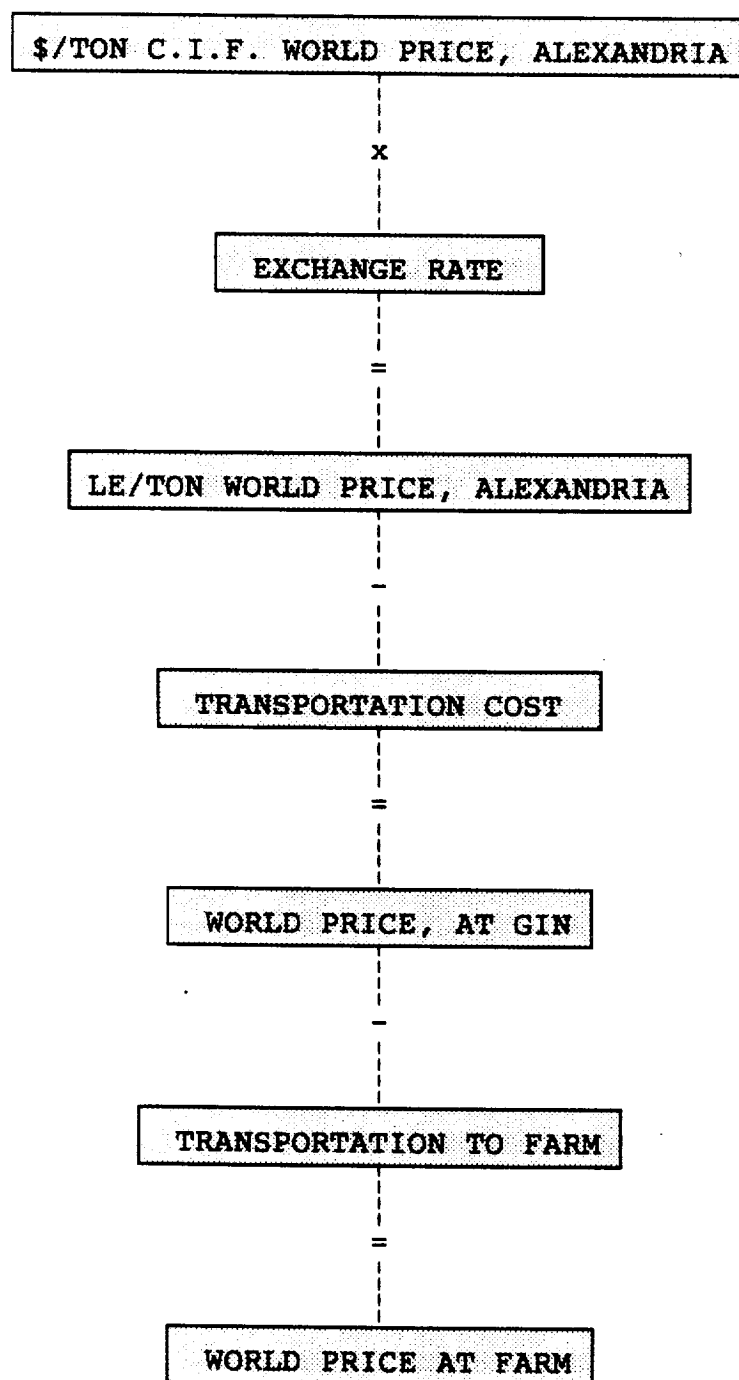 $/TON C.I.F. WORLD PRICE, ALEXANDRIA
x
EXCHANGE RATE
=
LE/TON WORLD PRICE, ALEXANDRIA
-
TRANSPORTATION COST
=
WORLD PRICE, AT GIN
-
TRANSPORTATION TO FARM
=
WORLD PRICE AT FARM